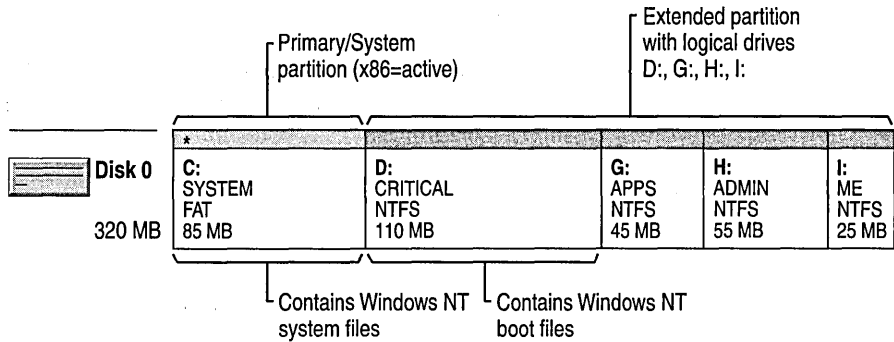 Primary/System
partition (x86=active)
Extended partition
with logical drives
D:, G:, H:, I:
*
Disk 0
320 MB
C:
SYSTEM
FAT
85 MB
D:
CRITICAL
NTFS
110 MB
G:
APPS
NTFS
45 MB
H:
ADMIN
NTFS
55 MB
I:
ME
NTFS
25 MB
Contains Windows NT
system files
Contains Windows NT
boot files